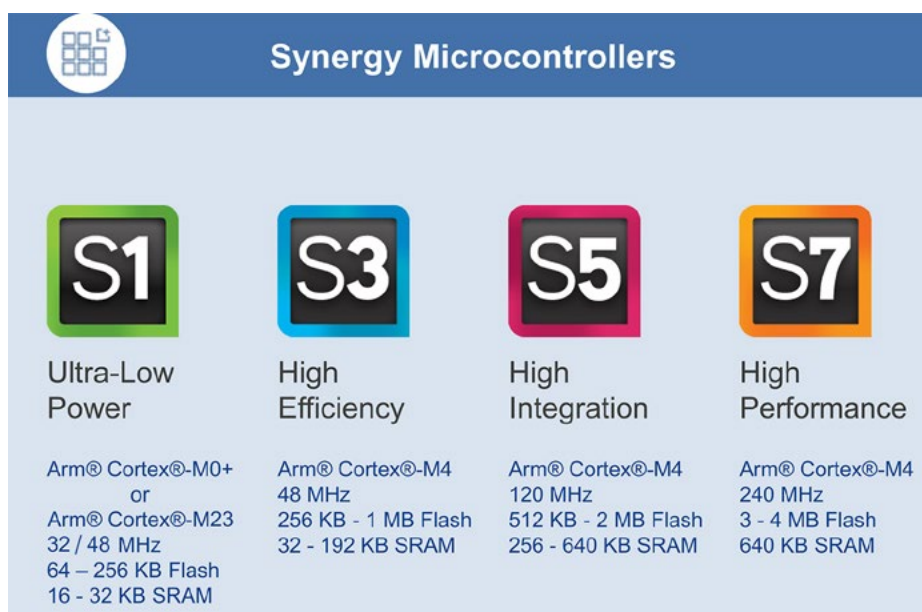 Synergy Microcontrollers
S1
Ultra-Low
Power
Arm® Cortex®-M0+
or
Arm® Cortex®-M23
32 / 48 MHz
64 – 256 KB Flash
16 - 32 KB SRAM
S3
High
Efficiency
Arm® Cortex®-M4
48 MHz
256 KB - 1 MB Flash
32 - 192 KB SRAM
S5
High
Integration
Arm® Cortex®-M4
120 MHz
512 KB - 2 MB Flash
256 - 640 KB SRAM
S7
High
Performance
Arm® Cortex®-M4
240 MHz
3 - 4 MB Flash
640 KB SRAM